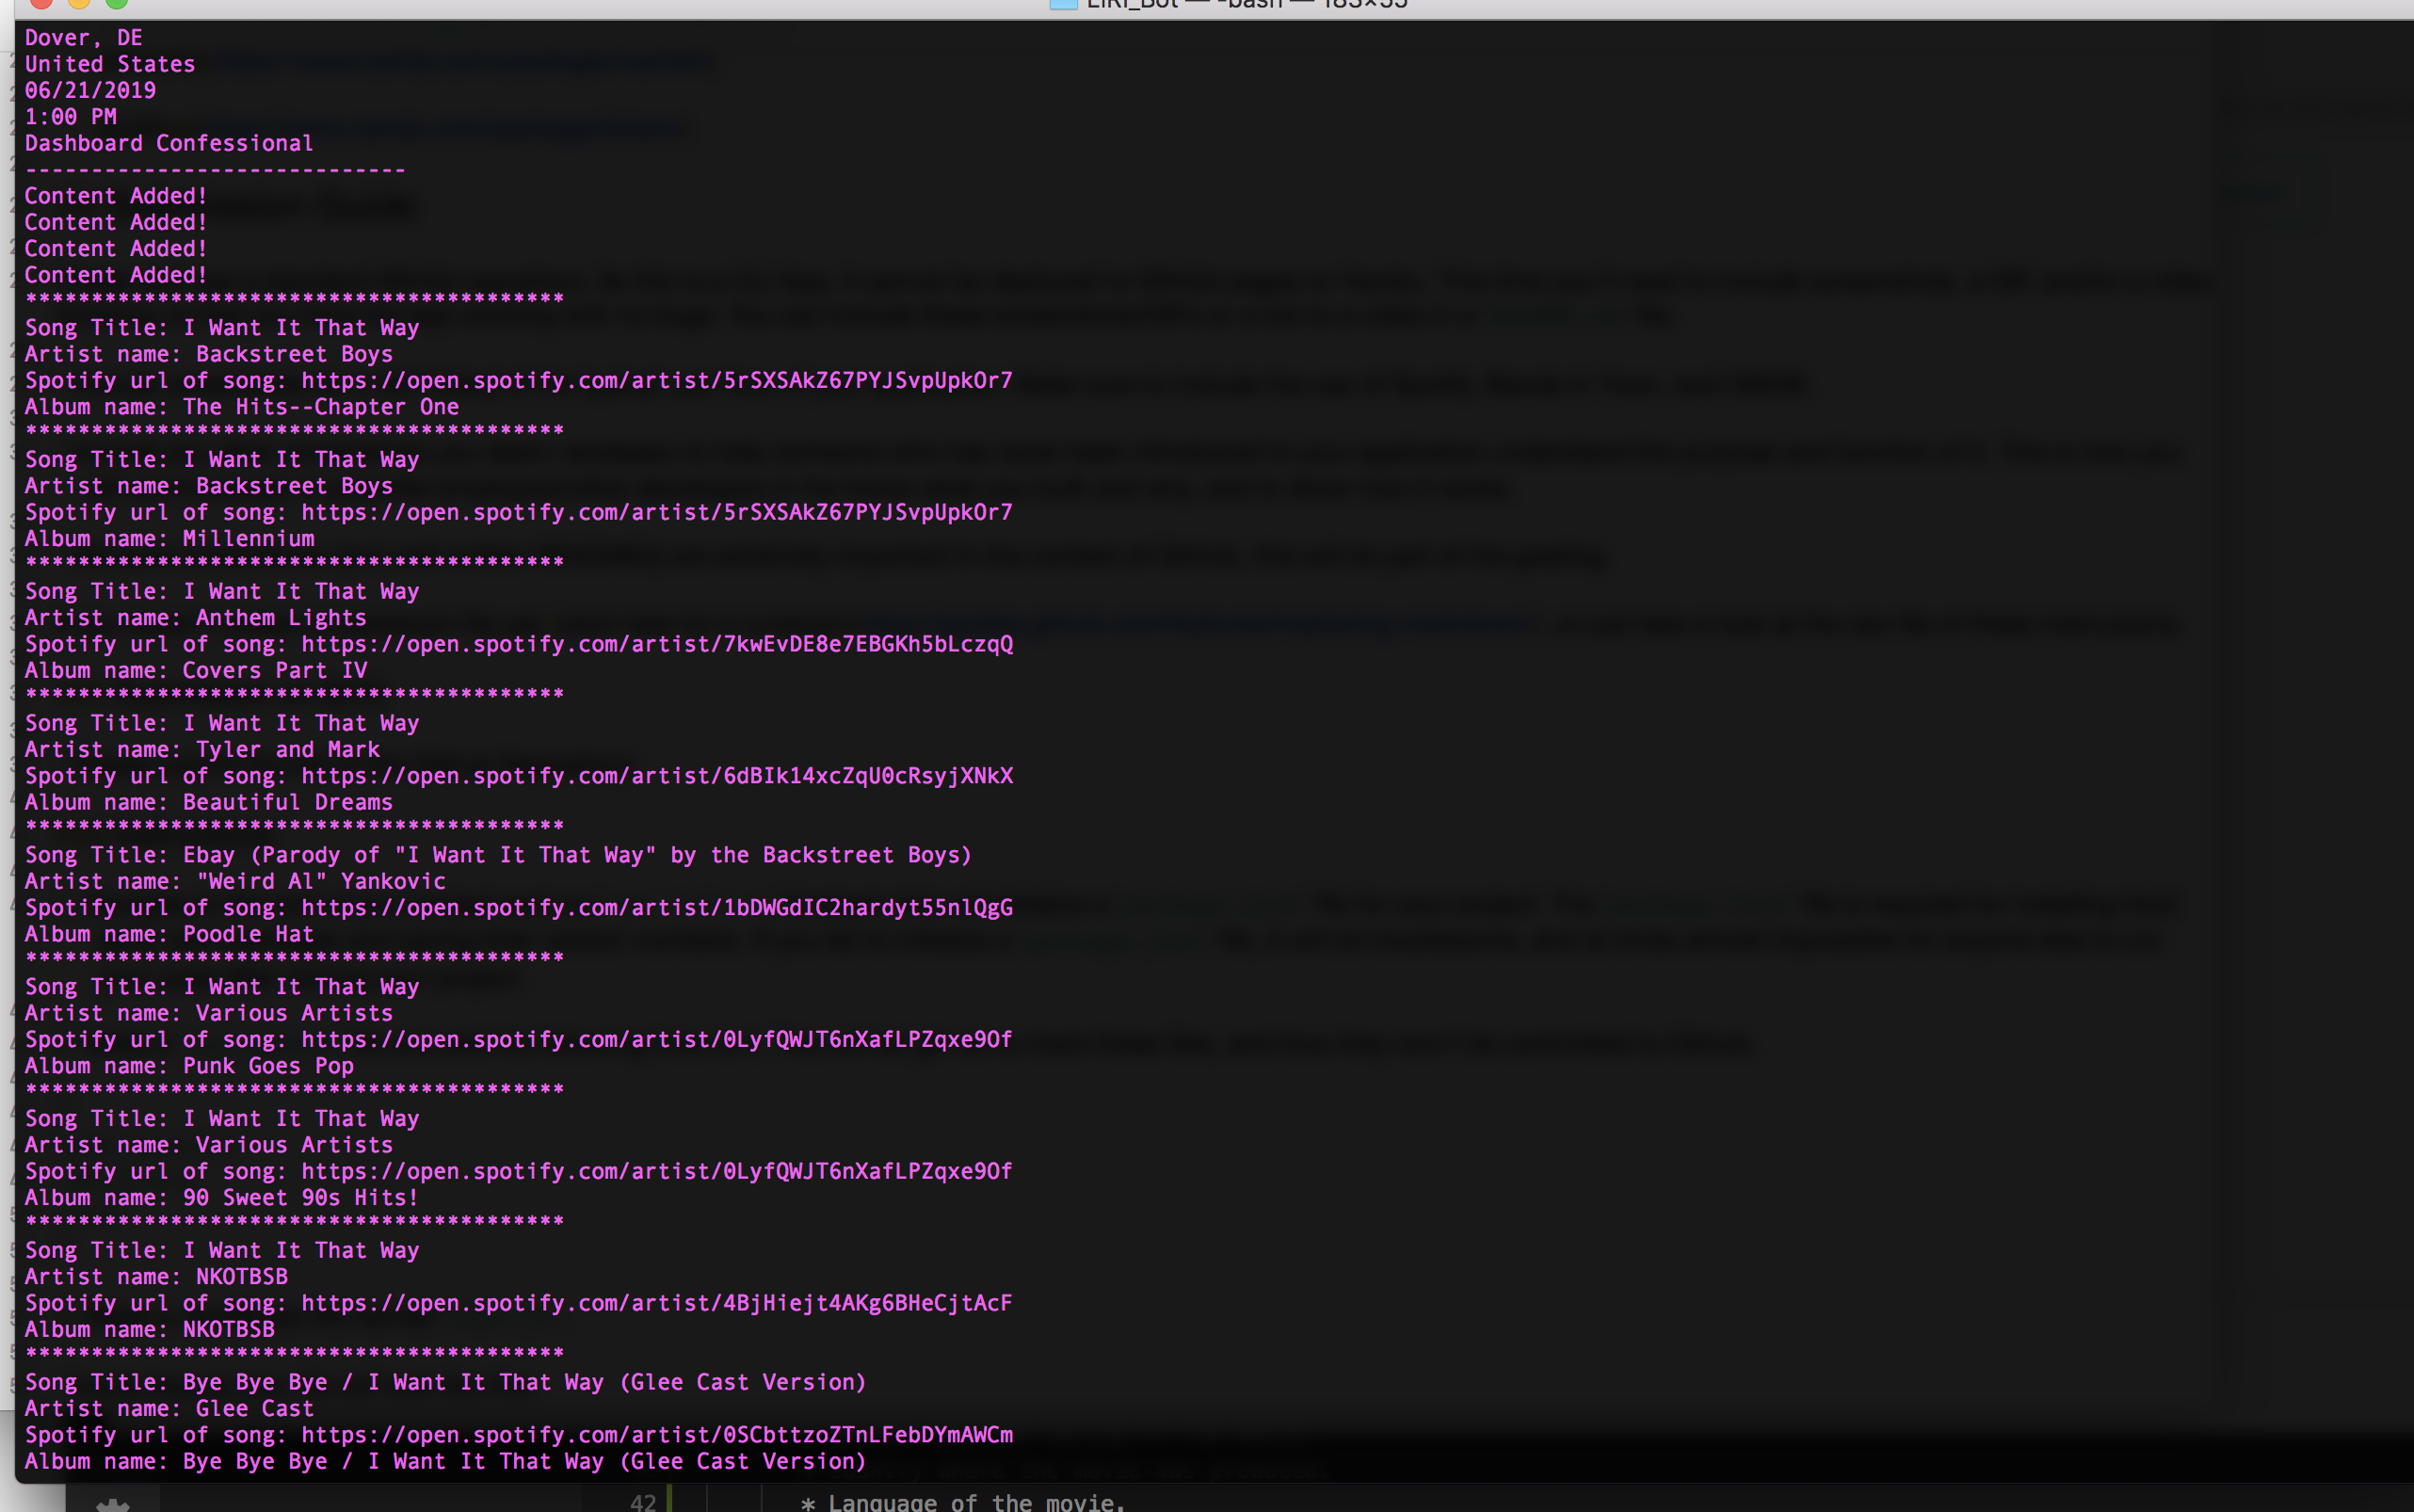 LIRI_Bot — -bash — 183×55
Dover, DE
United States
06/21/2019
1:00 PM
Dashboard Confessional
-----------------------------
Content Added!
Content Added!
Content Added!
Content Added!
*****************************************
Song Title: I Want It That Way
Artist name: Backstreet Boys
Spotify url of song: https://open.spotify.com/artist/5rSXSAkZ67PYJSvpUpkOr7
Album name: The Hits--Chapter One
*****************************************
Song Title: I Want It That Way
Artist name: Backstreet Boys
Spotify url of song: https://open.spotify.com/artist/5rSXSAkZ67PYJSvpUpkOr7
Album name: Millennium
*****************************************
Song Title: I Want It That Way
Artist name: Anthem Lights
Spotify url of song: https://open.spotify.com/artist/7kwEvDE8e7EBGKh5bLczqQ
Album name: Covers Part IV
*****************************************
Song Title: I Want It That Way
Artist name: Tyler and Mark
Spotify url of song: https://open.spotify.com/artist/6dBIk14xcZqU0cRsyjXNkX
Album name: Beautiful Dreams
*****************************************
Song Title: Ebay (Parody of "I Want It That Way" by the Backstreet Boys)
Artist name: "Weird Al" Yankovic
Spotify url of song: https://open.spotify.com/artist/1bDWGdIC2hardyt55nlQgG
Album name: Poodle Hat
*****************************************
Song Title: I Want It That Way
Artist name: Various Artists
Spotify url of song: https://open.spotify.com/artist/0LyfQWJT6nXafLPZqxe9Of
Album name: Punk Goes Pop
*****************************************
Song Title: I Want It That Way
Artist name: Various Artists
Spotify url of song: https://open.spotify.com/artist/0LyfQWJT6nXafLPZqxe9Of
Album name: 90 Sweet 90s Hits!
*****************************************
Song Title: I Want It That Way
Artist name: NKOTBSB
Spotify url of song: https://open.spotify.com/artist/4BjHiejt4AKg6BHeCjtAcF
Album name: NKOTBSB
*****************************************
Song Title: Bye Bye Bye / I Want It That Way (Glee Cast Version)
Artist name: Glee Cast
Spotify url of song: https://open.spotify.com/artist/0SCbttzoZTnLFebDYmAWCm
Album name: Bye Bye Bye / I Want It That Way (Glee Cast Version)
42 * Language of the movie.